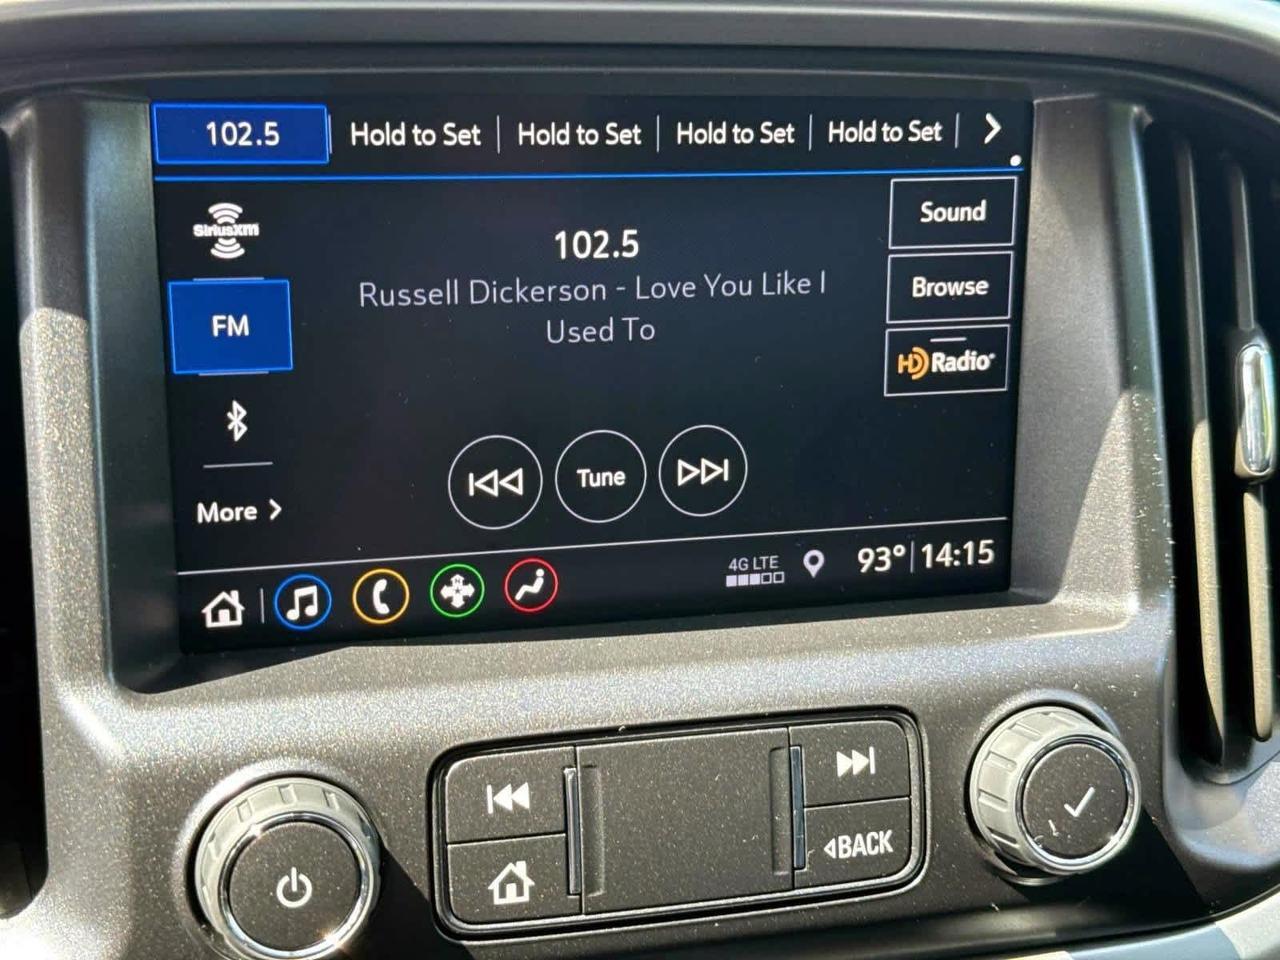 102.5 Hold to Set Hold to Set Hold to Set Hold to Set
SiriusXM
Sound
102.5
Russell Dickerson - Love You Like I
Used To
Browse
FM
HD Radio
Tune
More
4G LTE
93° 14:15
BACK